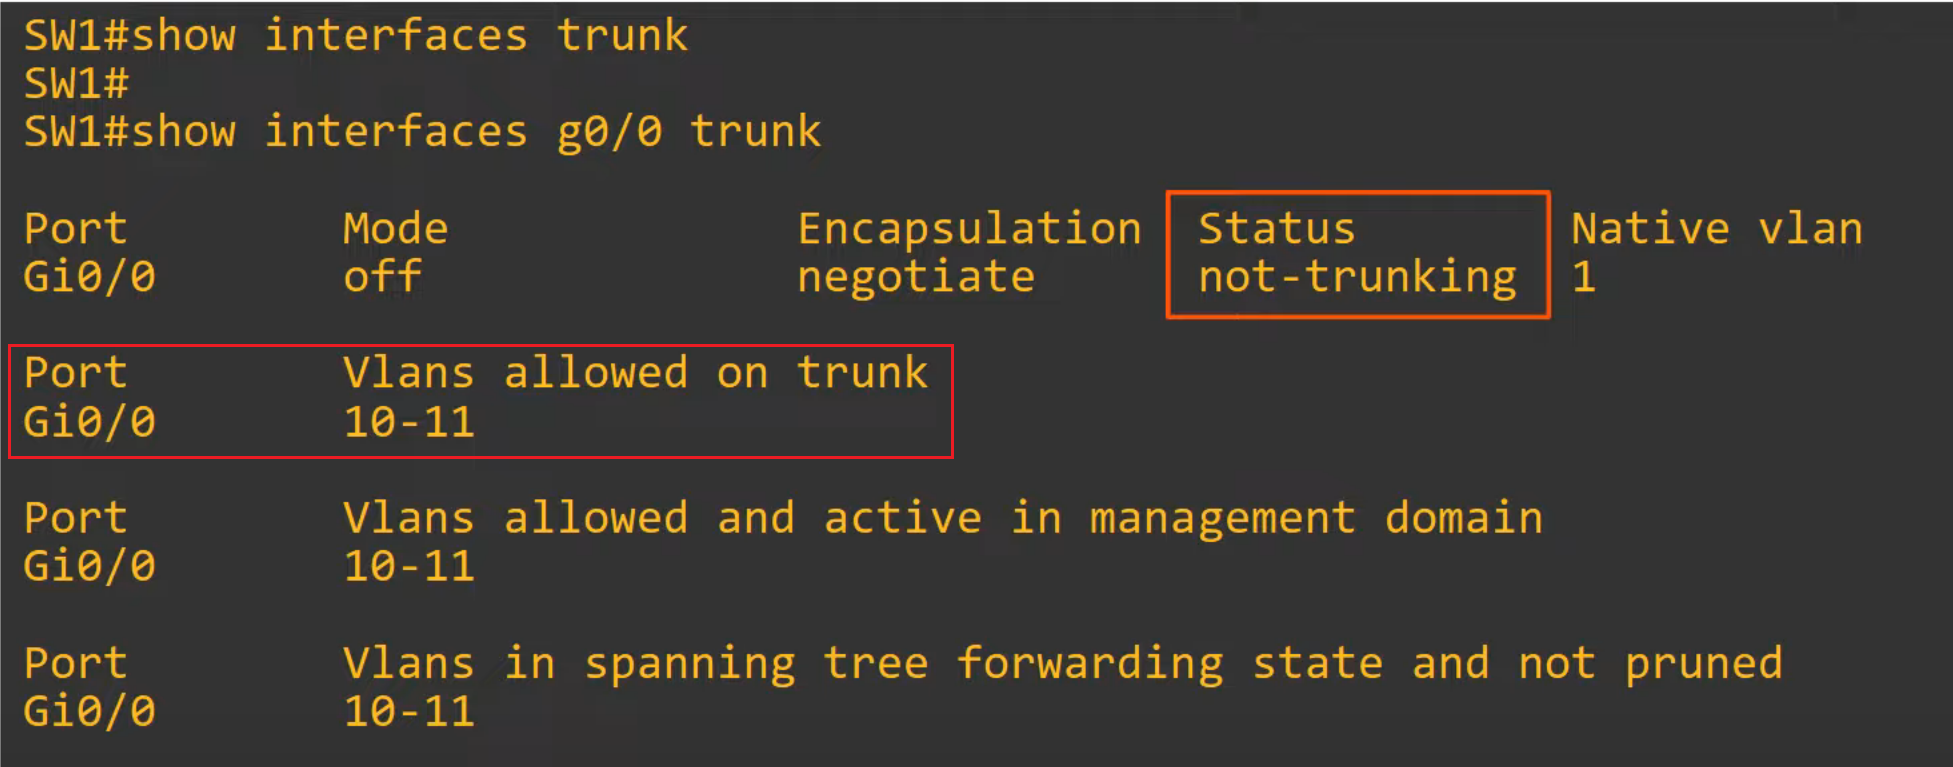 SW1#show interfaces trunk
SW1#
SW1#show interfaces g0/0 trunk
Port Mode Encapsulation Status Native vlan
Gi0/0 off negotiate not-trunking 1
Port Vlans allowed on trunk
Gi0/0 10-11
Port Vlans allowed and active in management domain
Gi0/0 10-11
Port Vlans in spanning tree forwarding state and not pruned
Gi0/0 10-11